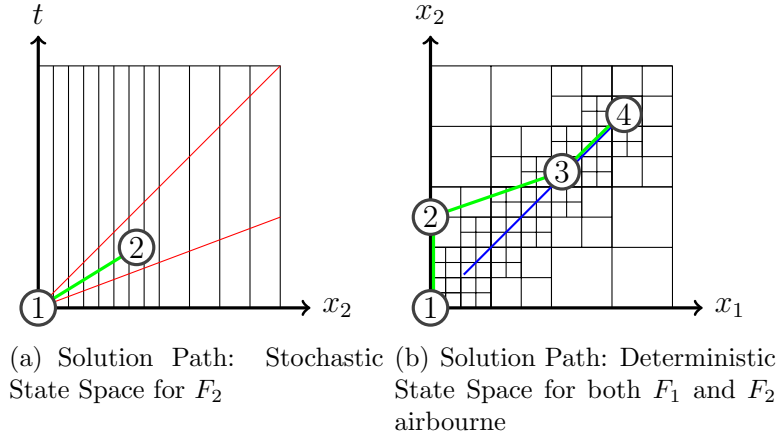 t
x₂
1
2
x₂
x₁
1
2
3
4
(a) Solution Path: Stochastic
State Space for F₂
(b) Solution Path: Deterministic
State Space for both F₁ and F₂
airbourne